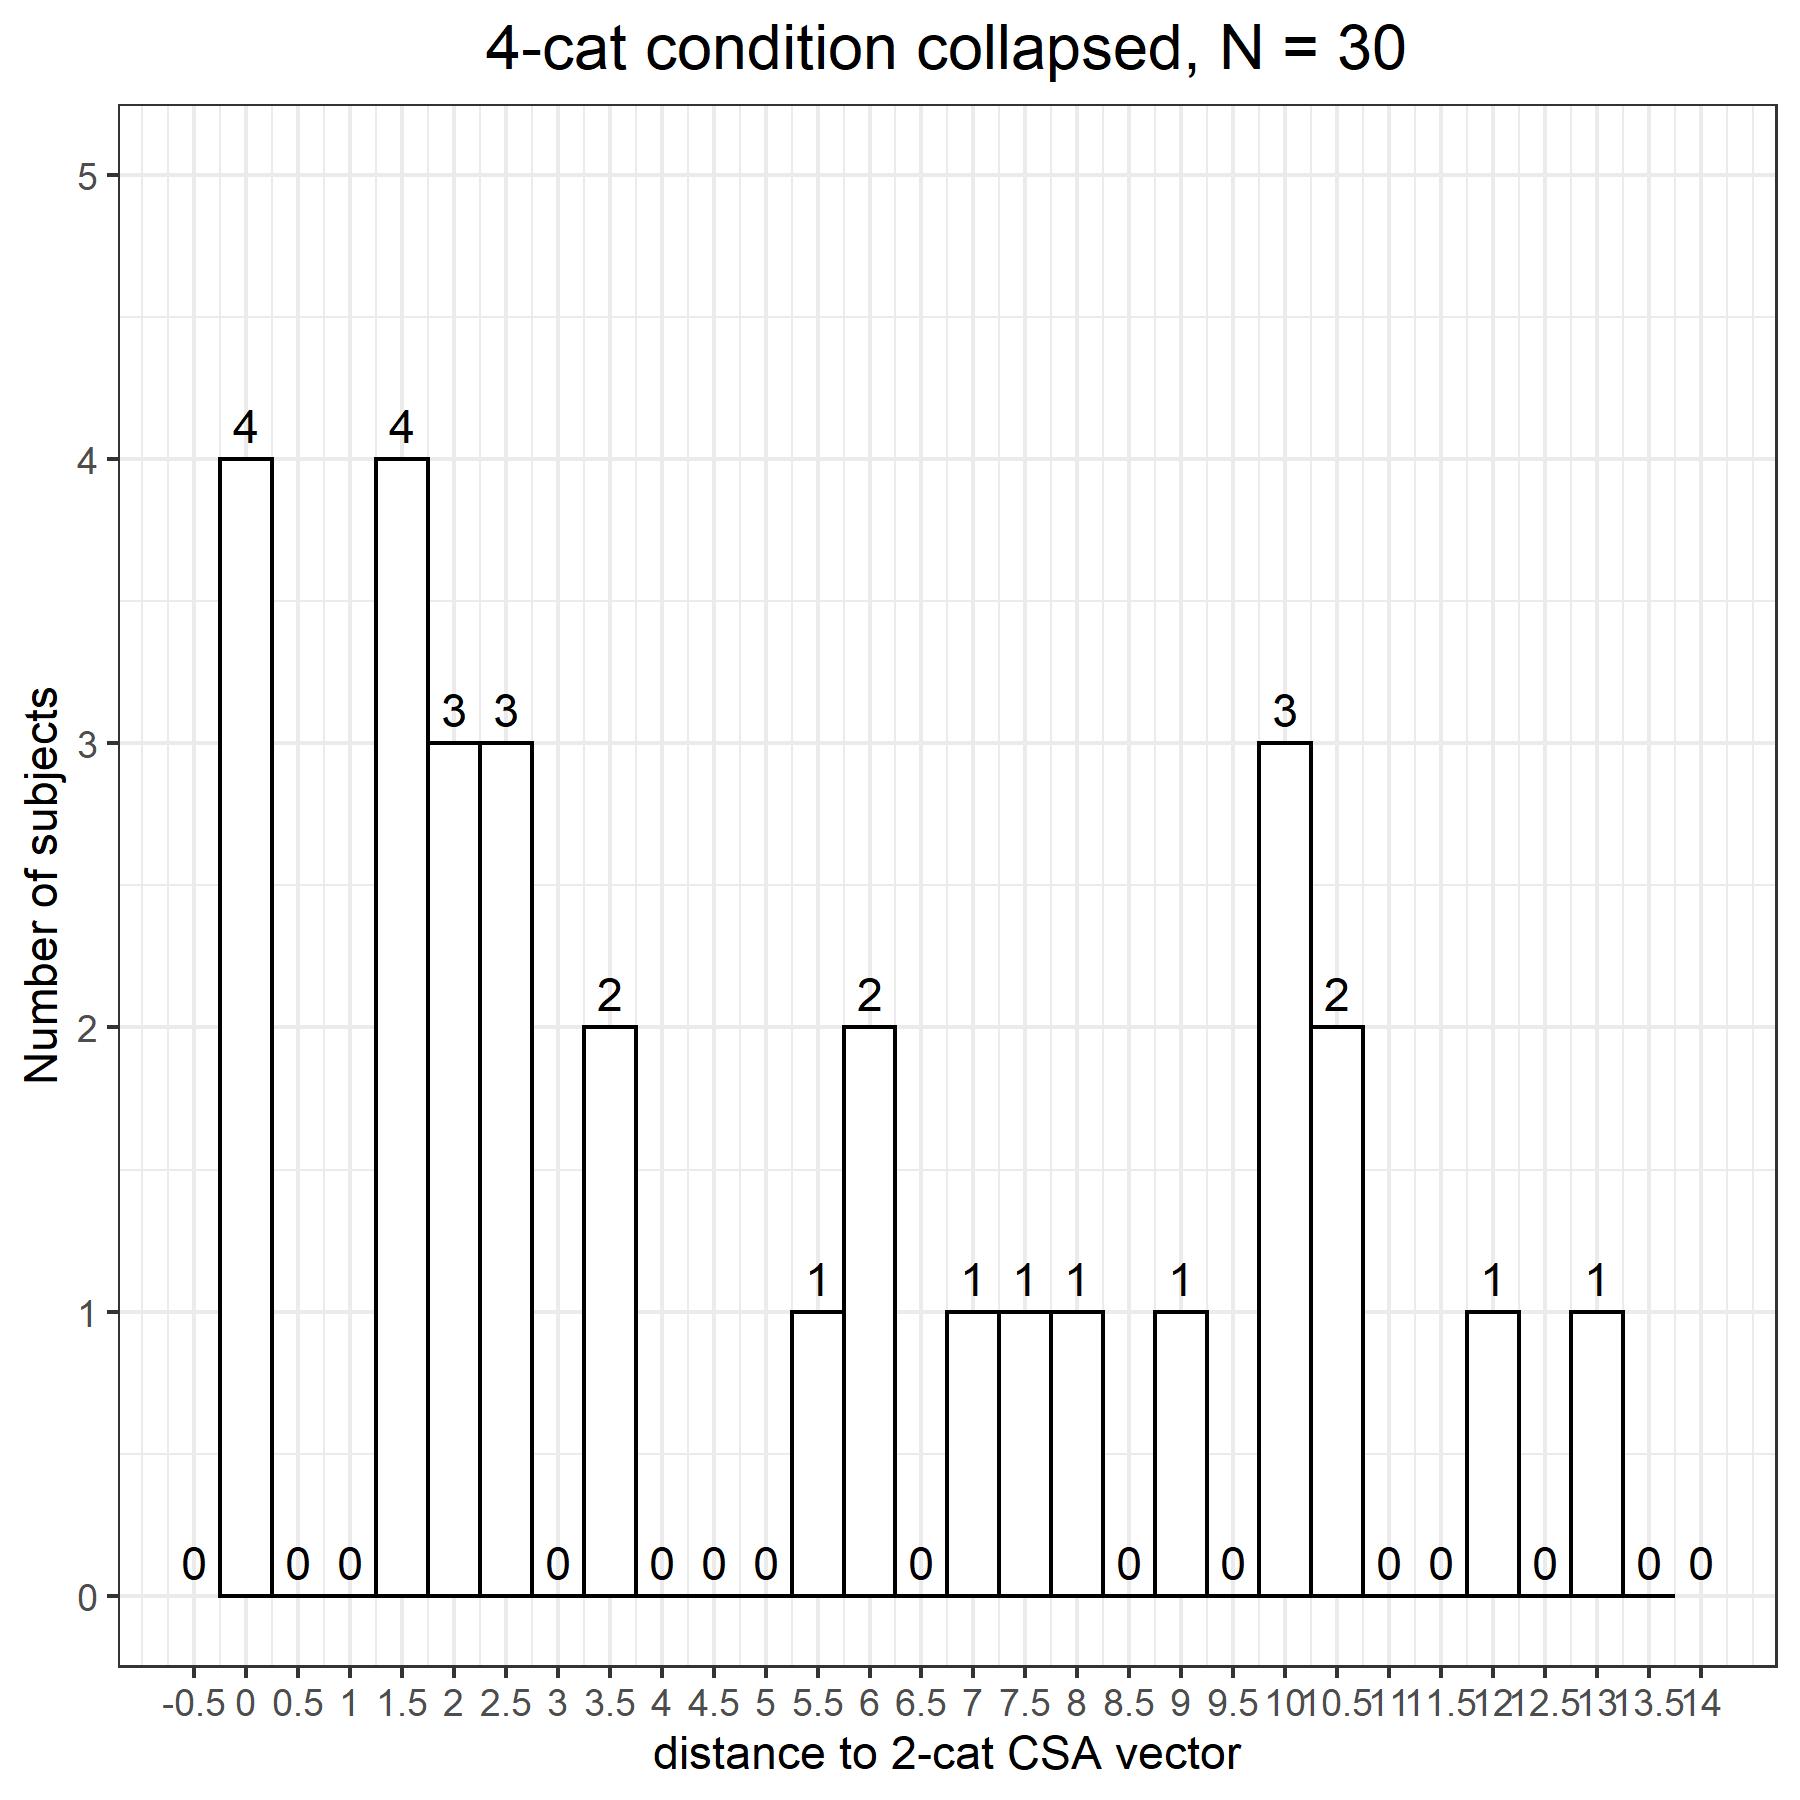 4-cat condition collapsed, N = 30
5
4
3
2
1
0
Number of subjects
0 4 0 0 4 3 3 0 2 0 0 0 1 2 0 1 1 1 0 1 0 3 2 0 0 1 0 1 0 0
-0.5 0 0.5 1 1.5 2 2.5 3 3.5 4 4.5 5 5.5 6 6.5 7 7.5 8 8.5 9 9.5 10 10.5 11 11.5 12 12.5 13 13.5 14
distance to 2-cat CSA vector